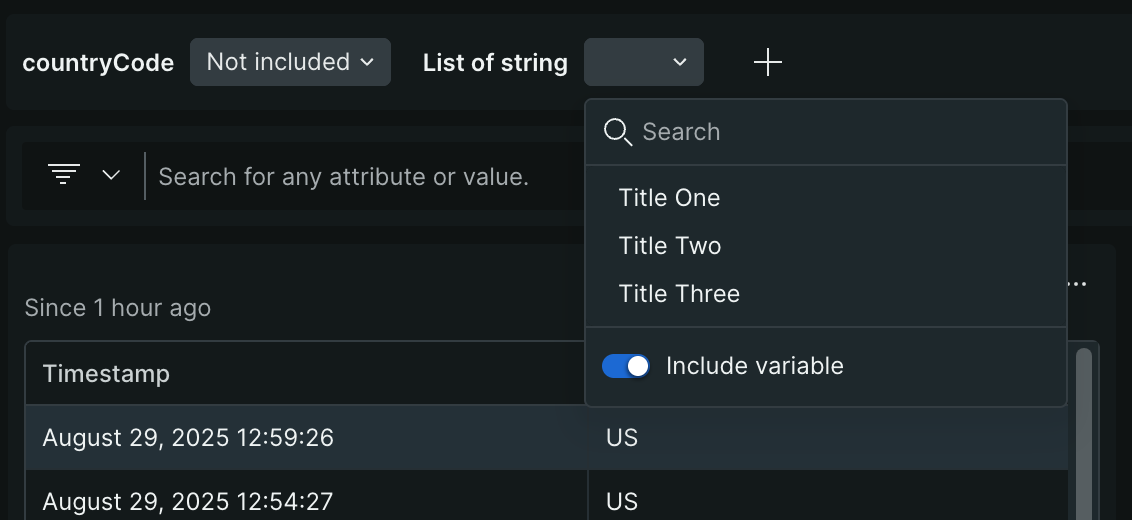 countryCode Not included List of string
Search
Search for any attribute or value.
Title One
Title Two
Title Three
Since 1 hour ago
Include variable
Timestamp
August 29, 2025 12:59:26 US
August 29, 2025 12:54:27 US